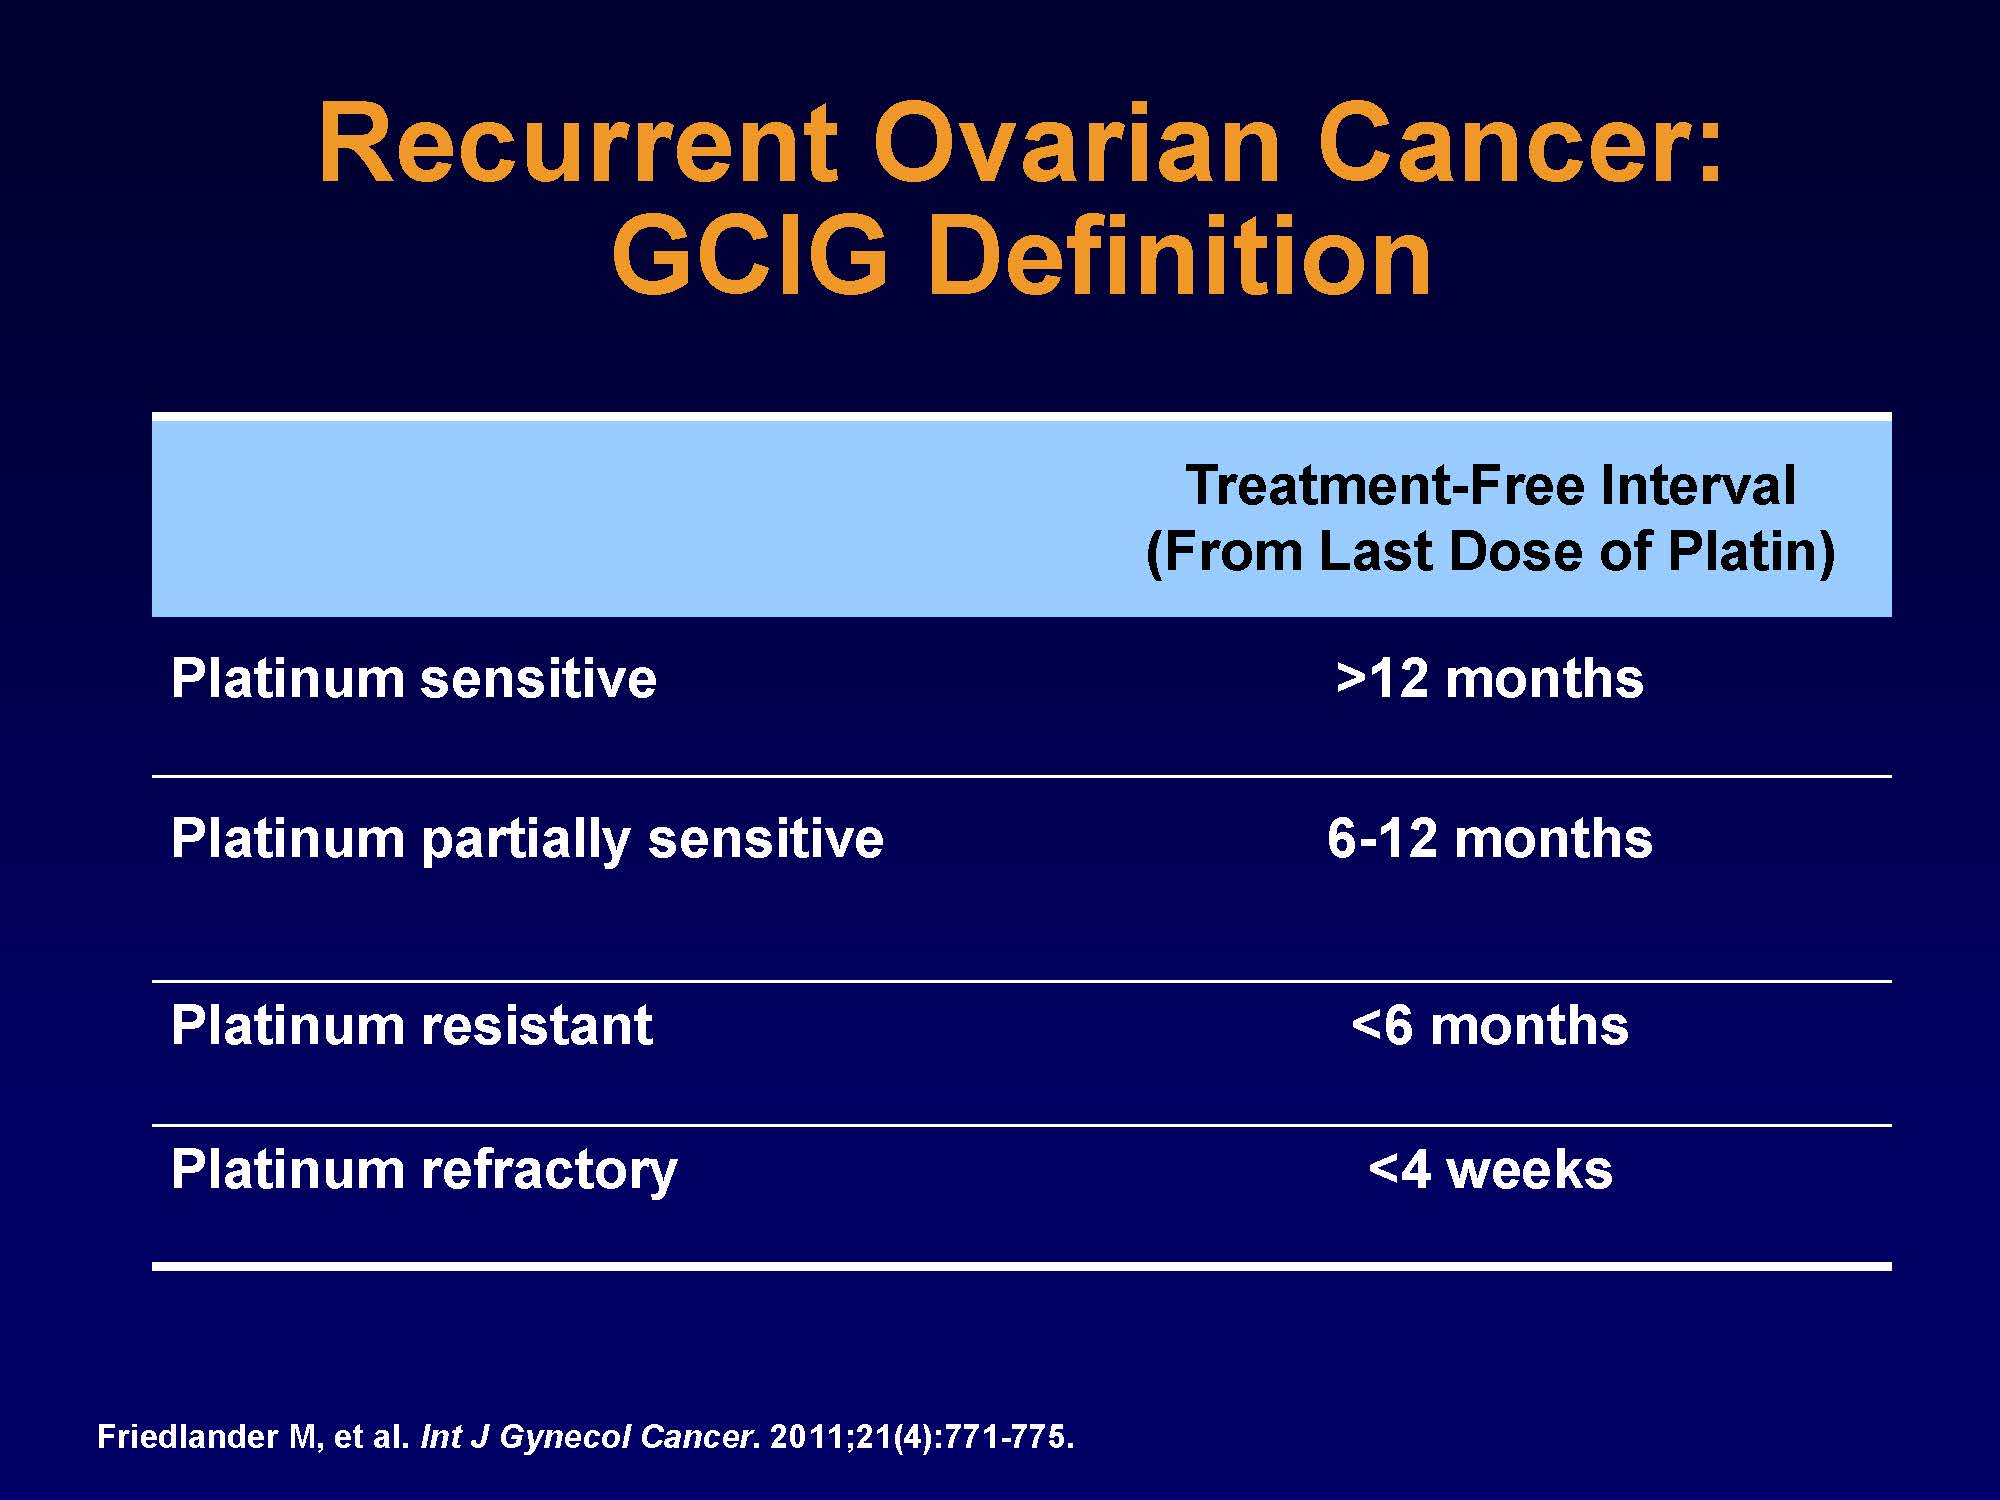 Recurrent Ovarian Cancer:
GCIG Definition
Treatment-Free Interval
(From Last Dose of Platin)
Platinum sensitive >12 months
Platinum partially sensitive 6-12 months
Platinum resistant <6 months
Platinum refractory <4 weeks
Friedlander M, et al. Int J Gynecol Cancer. 2011;21(4):771-775.